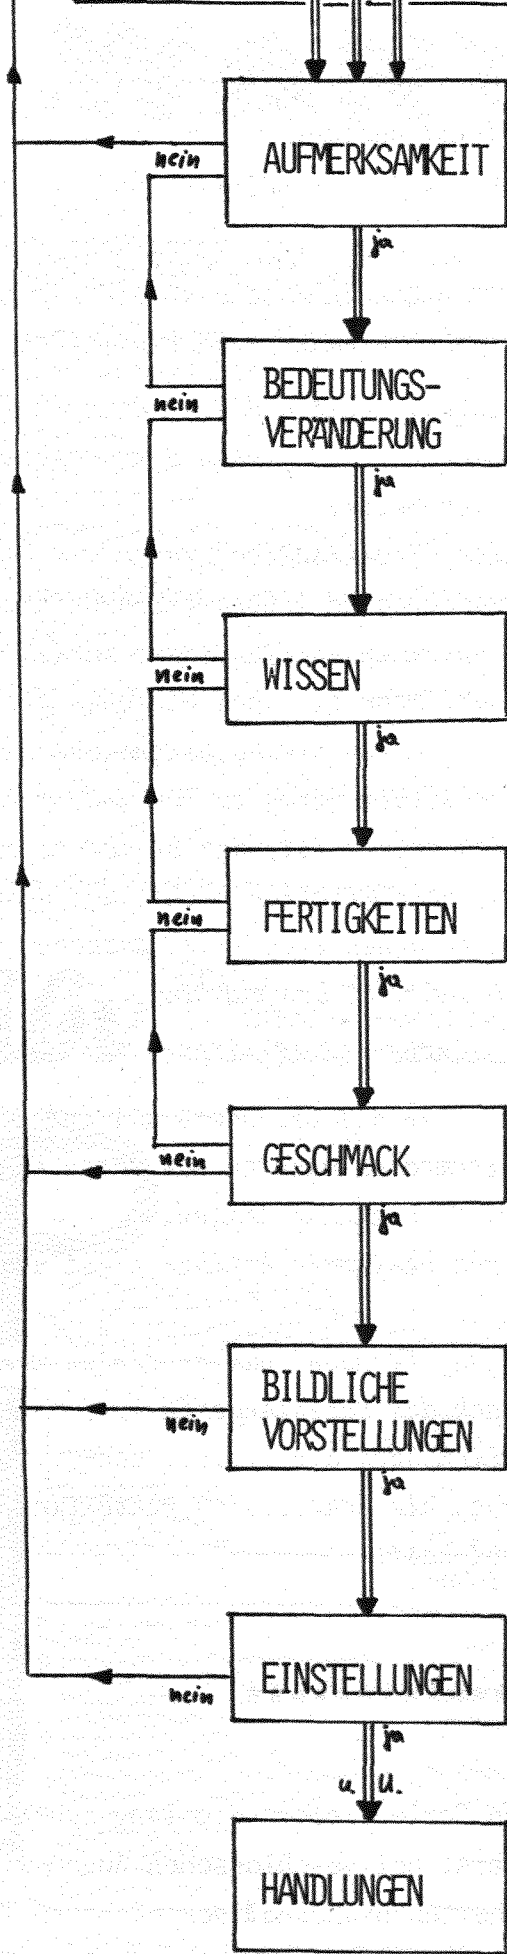 AUFMERKSAMKEIT
nein
ja
BEDEUTUNGS-
VERÄNDERUNG
nein
ja
WISSEN
nein
ja
FERTIGKEITEN
nein
ja
GESCHMACK
nein
ja
BILDLICHE
VORSTELLUNGEN
nein
ja
EINSTELLUNGEN
nein
ja
u. U.
HANDLUNGEN